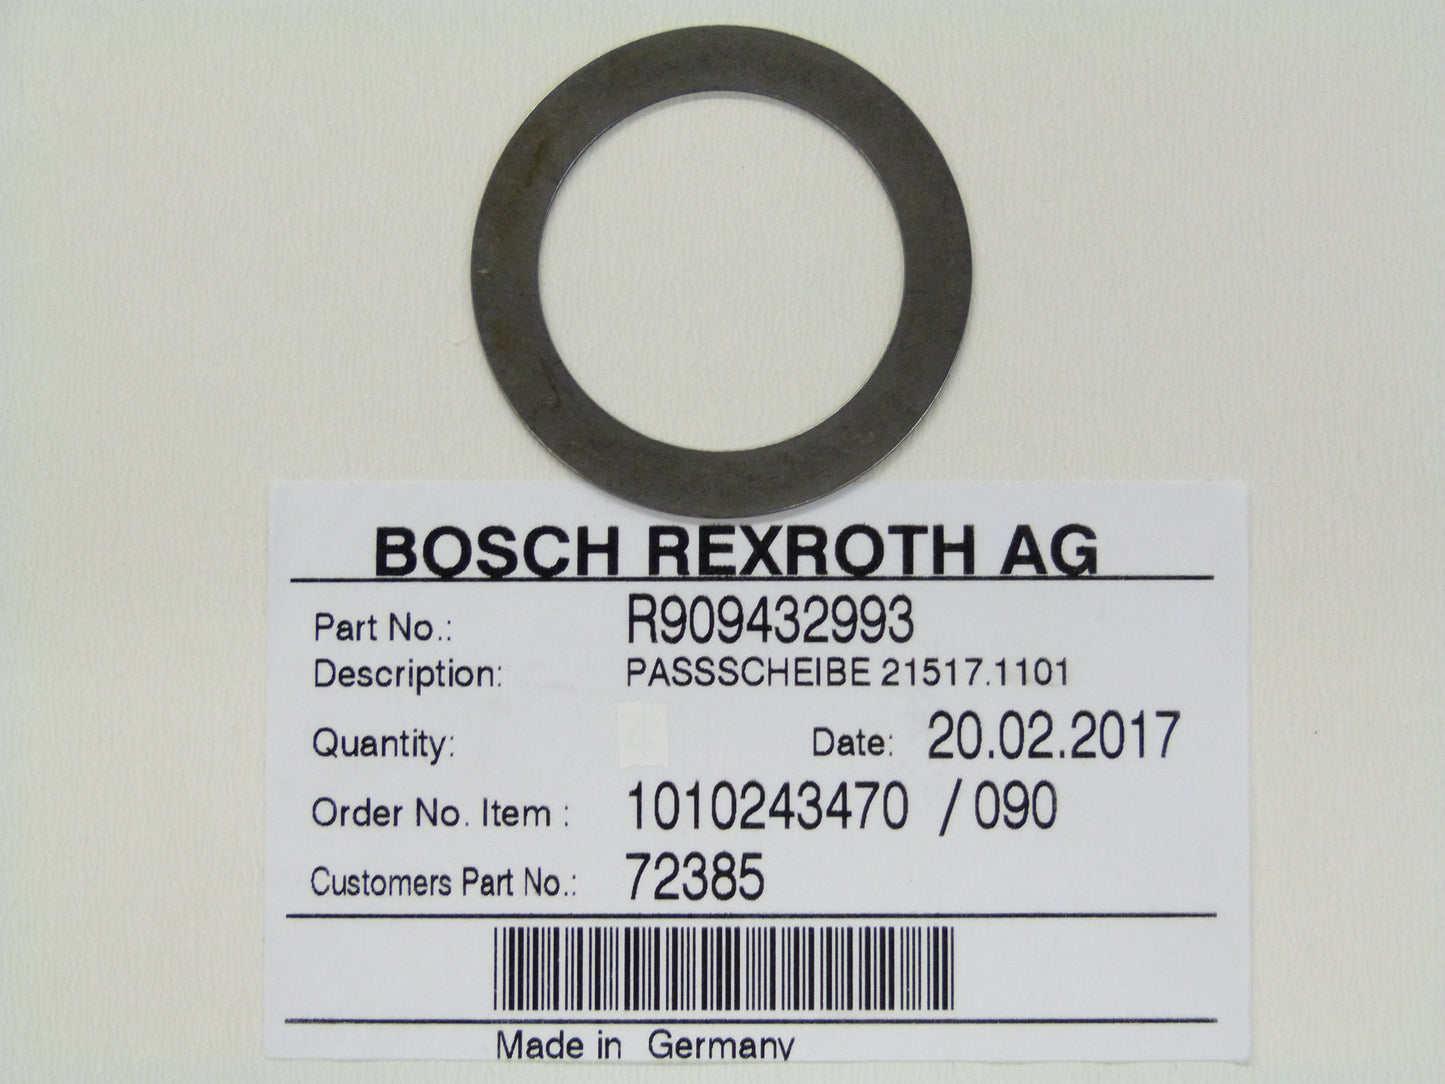 BOSCH REXROTH AG
Part No.: R909432993
Description: PASSSCHEIBE 21517.1101
Quantity: Date: 20.02.2017
Order No. Item : 1010243470 / 090
Customers Part No.: 72385
Made in Germany